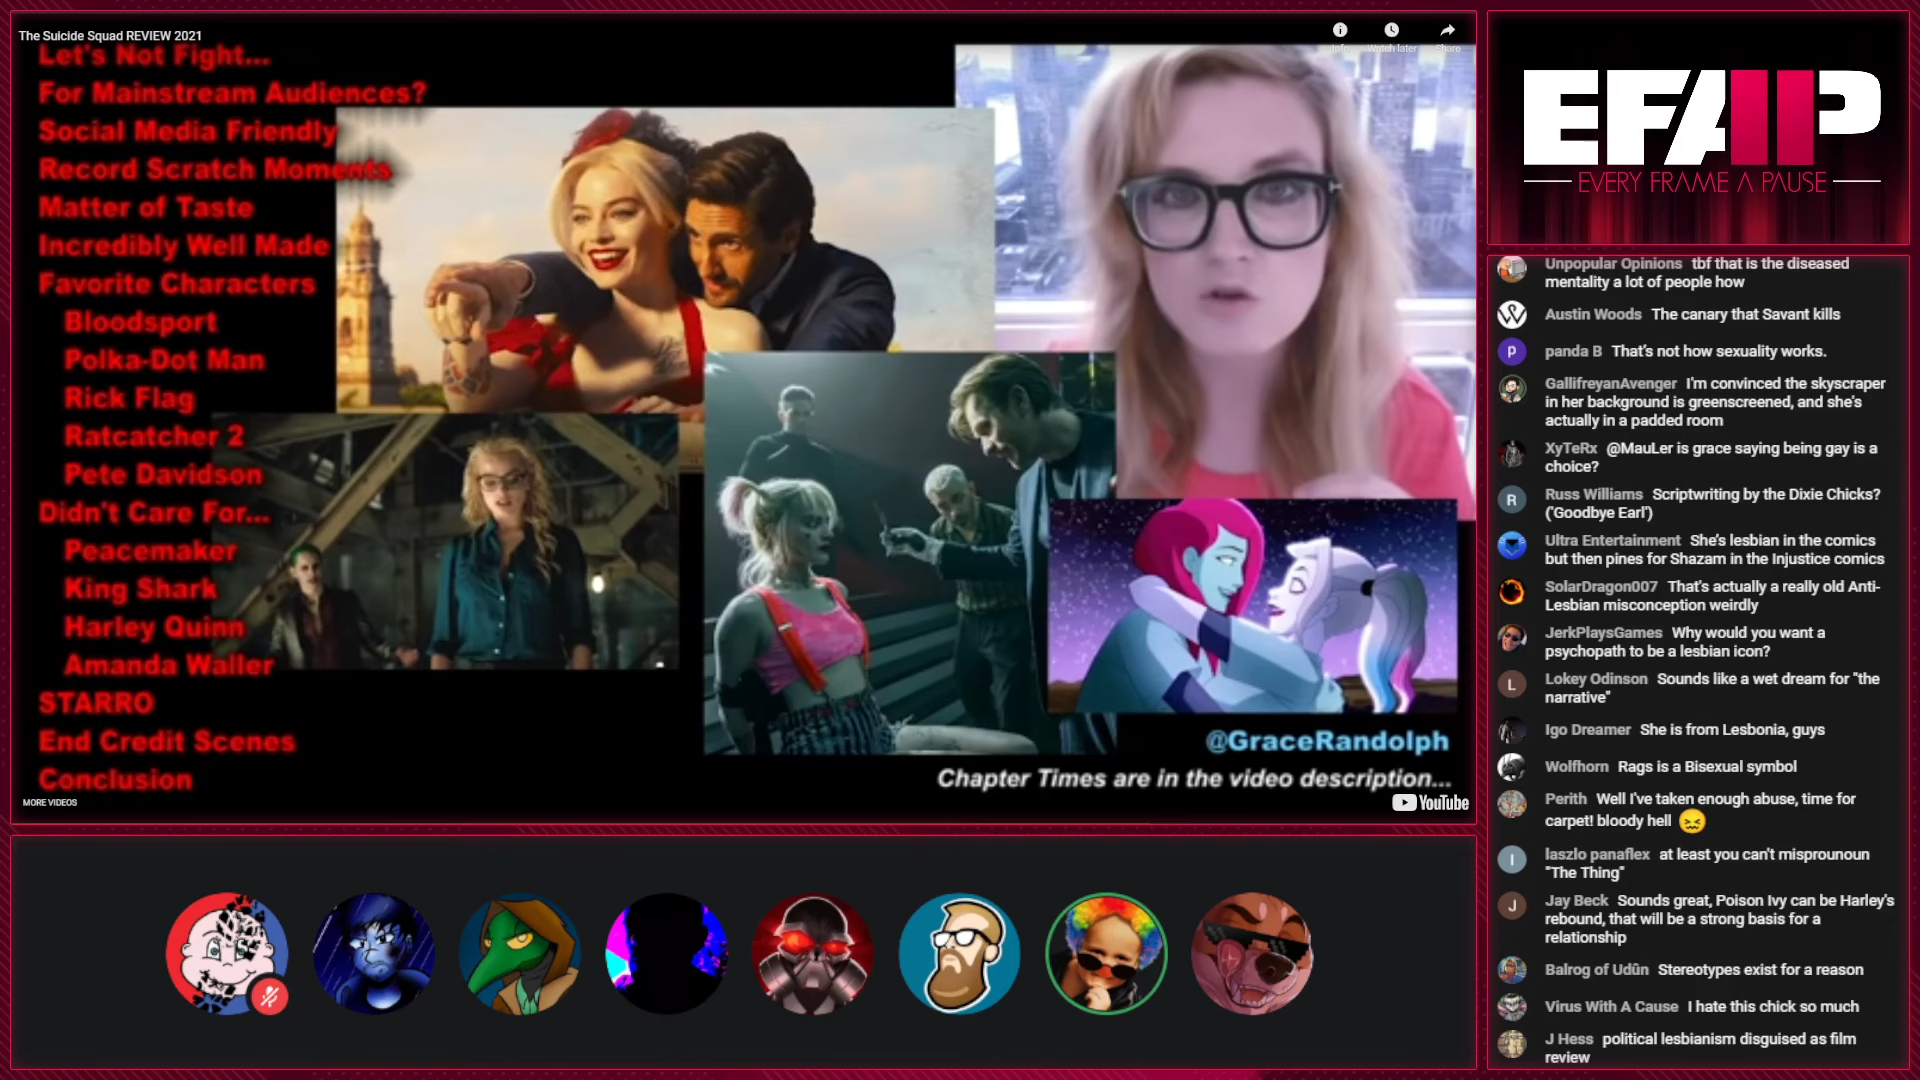 The Suicide Squad REVIEW 2021
Info
Watch later
Share
Let's Not Fight...
For Mainstream Audiences?
Social Media Friendly
Record Scratch Moments
Matter of Taste
Incredibly Well Made
Favorite Characters
Bloodsport
Polka-Dot Man
Rick Flag
Ratcatcher 2
Pete Davidson
Didn't Care For...
Peacemaker
King Shark
Harley Quinn
Amanda Waller
STARRO
End Credit Scenes
Conclusion
MORE VIDEOS
@GraceRandolph
Chapter Times are in the video description...
YouTube
EFAP
EVERY FRAME A PAUSE
Unpopular Opinions tbf that is the diseased
mentality a lot of people how
Austin Woods The canary that Savant kills
P
panda B That's not how sexuality works.
GallifreyanAvenger I'm convinced the skyscraper
in her background is greenscreened, and she's
actually in a padded room
XyTeRx @MauLer is grace saying being gay is a
choice?
R
Russ Williams Scriptwriting by the Dixie Chicks?
('Goodbye Earl')
Ultra Entertainment She's lesbian in the comics
but then pines for Shazam in the Injustice comics
SolarDragon007 That's actually a really old Anti-
Lesbian misconception weirdly
JerkPlaysGames Why would you want a
psychopath to be a lesbian icon?
L
Lokey Odinson Sounds like a wet dream for "the
narrative"
Igo Dreamer She is from Lesbonia, guys
Wolfhorn Rags is a Bisexual symbol
Perith Well I've taken enough abuse, time for
carpet! bloody hell
l
laszlo panaflex at least you can't misprounoun
"The Thing"
J
Jay Beck Sounds great, Poison Ivy can be Harley's
rebound, that will be a strong basis for a
relationship
Balrog of Udûn Stereotypes exist for a reason
Virus With A Cause I hate this chick so much
J Hess political lesbianism disguised as film
review